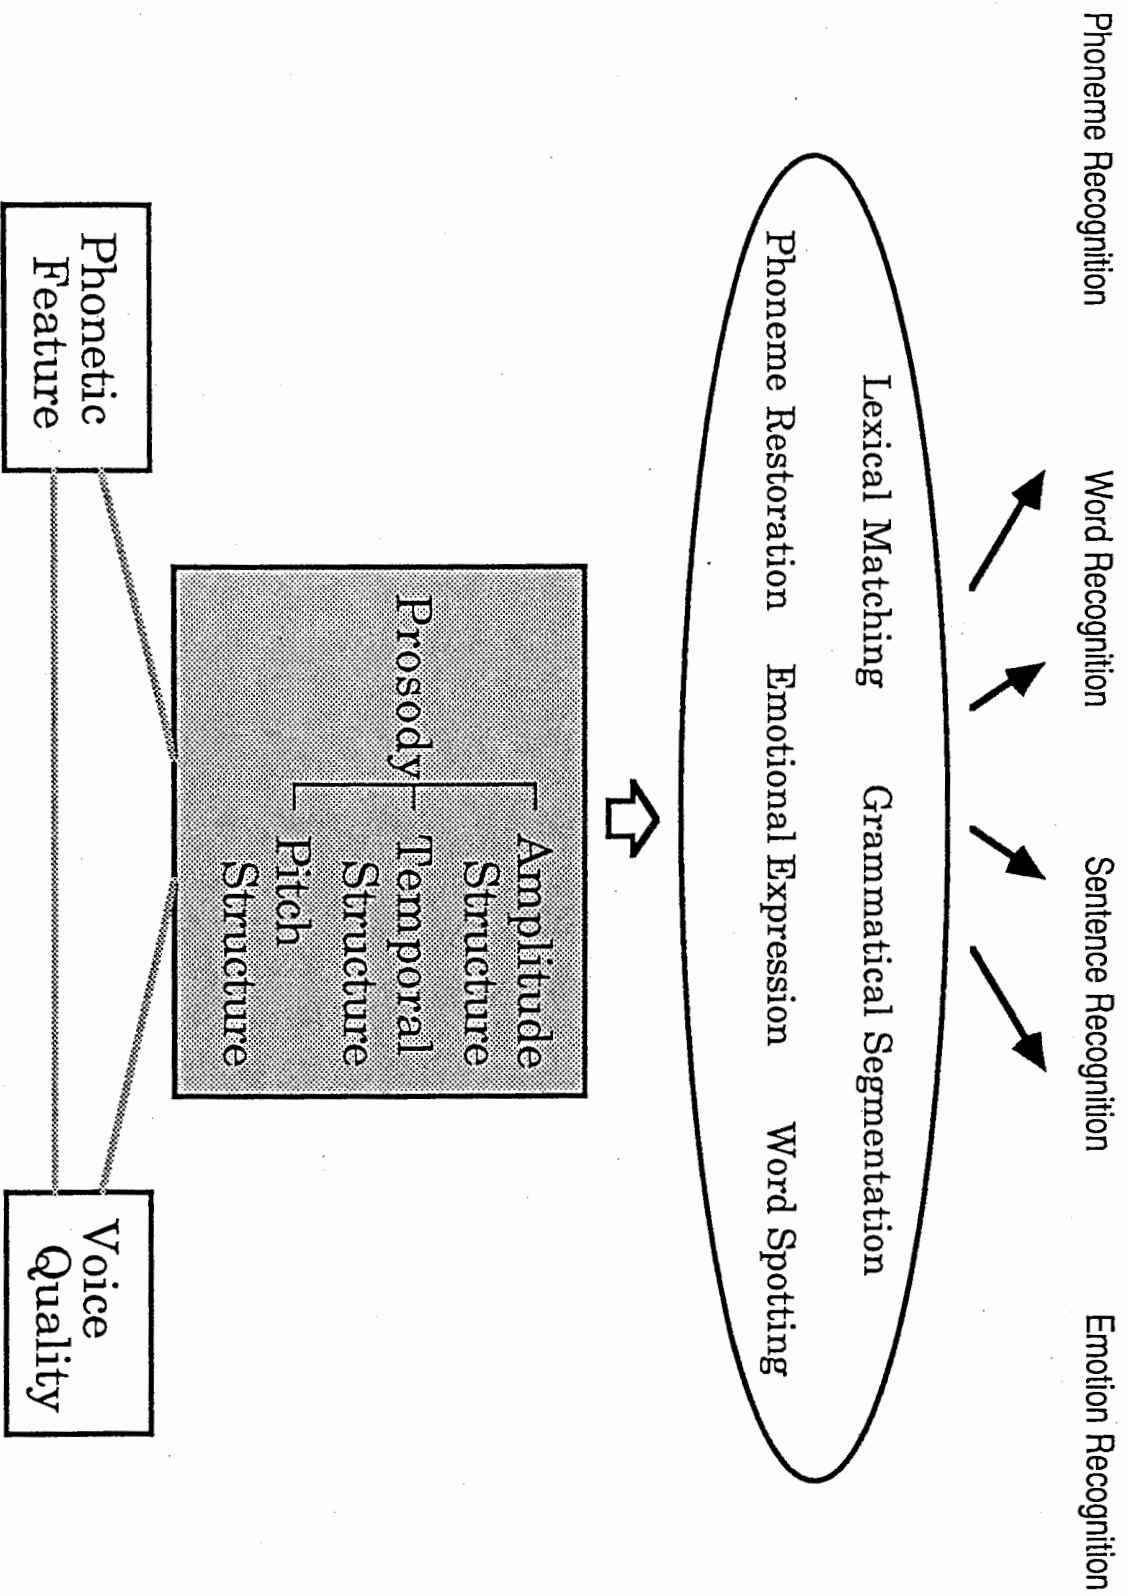 Phoneme Recognition
Word Recognition
Sentence Recognition
Emotion Recognition
Lexical Matching
Grammatical Segmentation
Phoneme Restoration
Emotional Expression
Word Spotting
Prosody
Amplitude
Structure
Temporal
Structure
Pitch
Structure
Phonetic
Feature
Voice
Quality